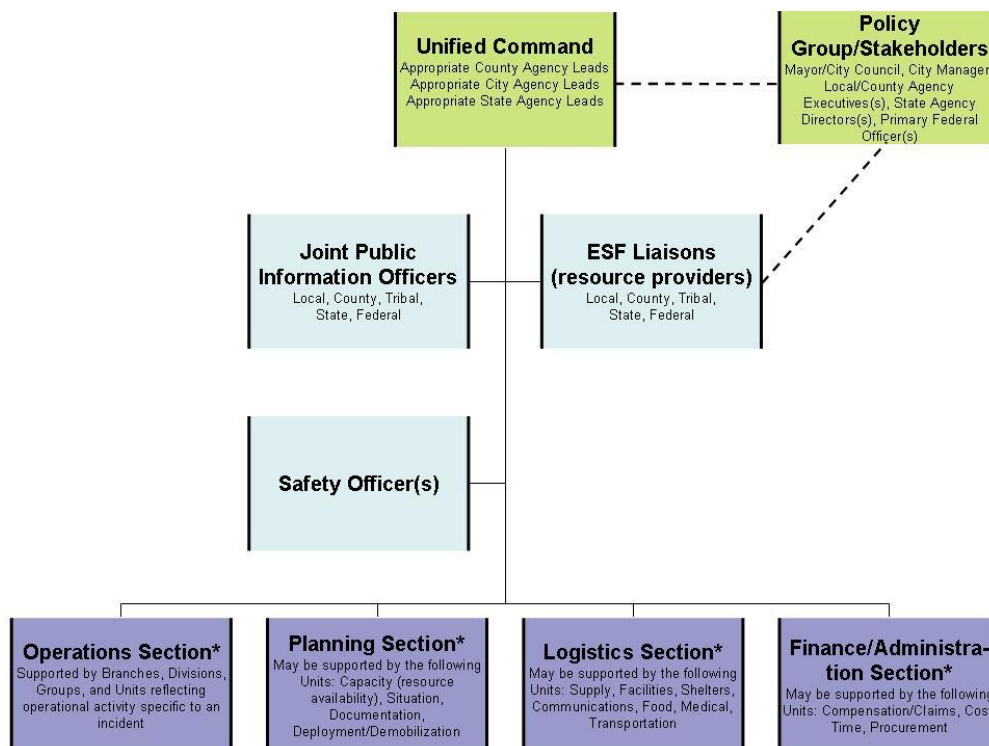 Unified Command
Appropriate County Agency Leads
Appropriate City Agency Leads
Appropriate State Agency Leads
Policy
Group/Stakeholders
Mayor/City Council, City Manager
Local/County Agency
Executives(s), State Agency
Directors(s), Primary Federal
Officer(s)
Joint Public
Information Officers
Local, County, Tribal,
State, Federal
ESF Liaisons
(resource providers)
Local, County, Tribal,
State, Federal
Safety Officer(s)
Operations Section*
Supported by Branches, Divisions,
Groups, and Units reflecting
operational activity specific to an
incident
Planning Section*
May be supported by the following
Units: Capacity (resource
availability), Situation,
Documentation,
Deployment/Demobilization
Logistics Section*
May be supported by the following
Units: Supply, Facilities, Shelters,
Communications, Food, Medical,
Transportation
Finance/Administra-
tion Section*
May be supported by the following
Units: Compensation/Claims, Cost
Time, Procurement